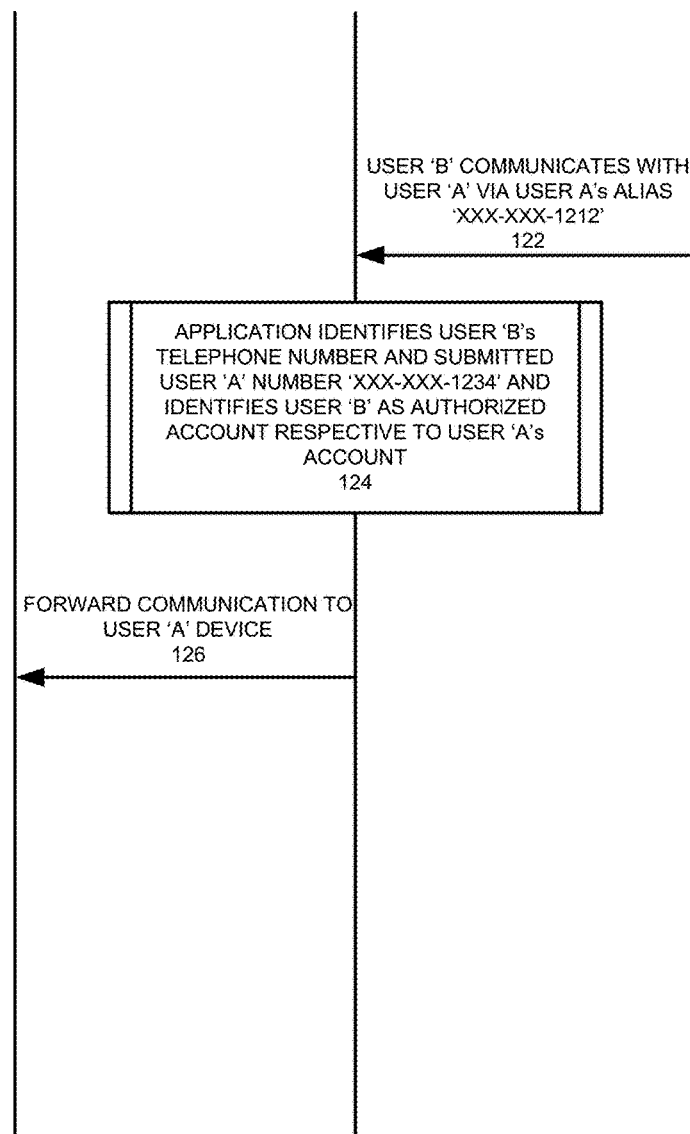 USER ‘B’ COMMUNICATES WITH
USER ‘A’ VIA USER A’s ALIAS
‘XXX-XXX-1212’
122
APPLICATION IDENTIFIES USER ‘B’s
TELEPHONE NUMBER AND SUBMITTED
USER ‘A’ NUMBER ‘XXX-XXX-1234’ AND
IDENTIFIES USER ‘B’ AS AUTHORIZED
ACCOUNT RESPECTIVE TO USER ‘A’s
ACCOUNT
124
FORWARD COMMUNICATION TO
USER ‘A’ DEVICE
126